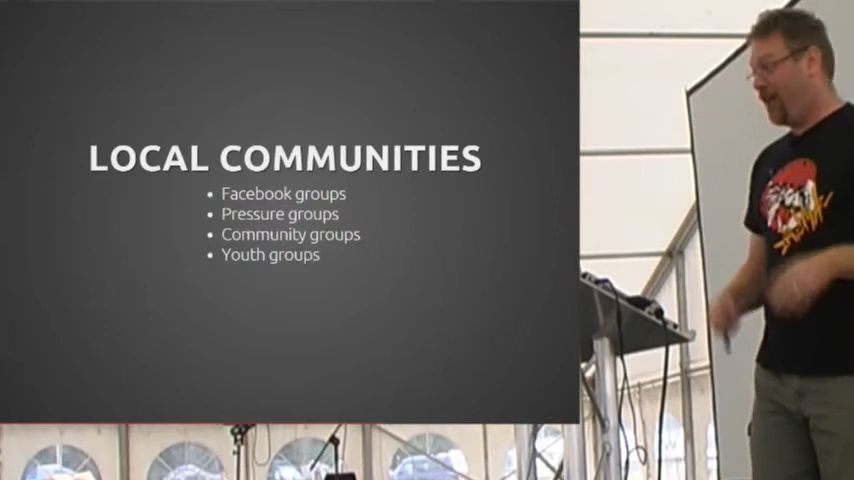 LOCAL COMMUNITIES
• Facebook groups
• Pressure groups
• Community groups
• Youth groups